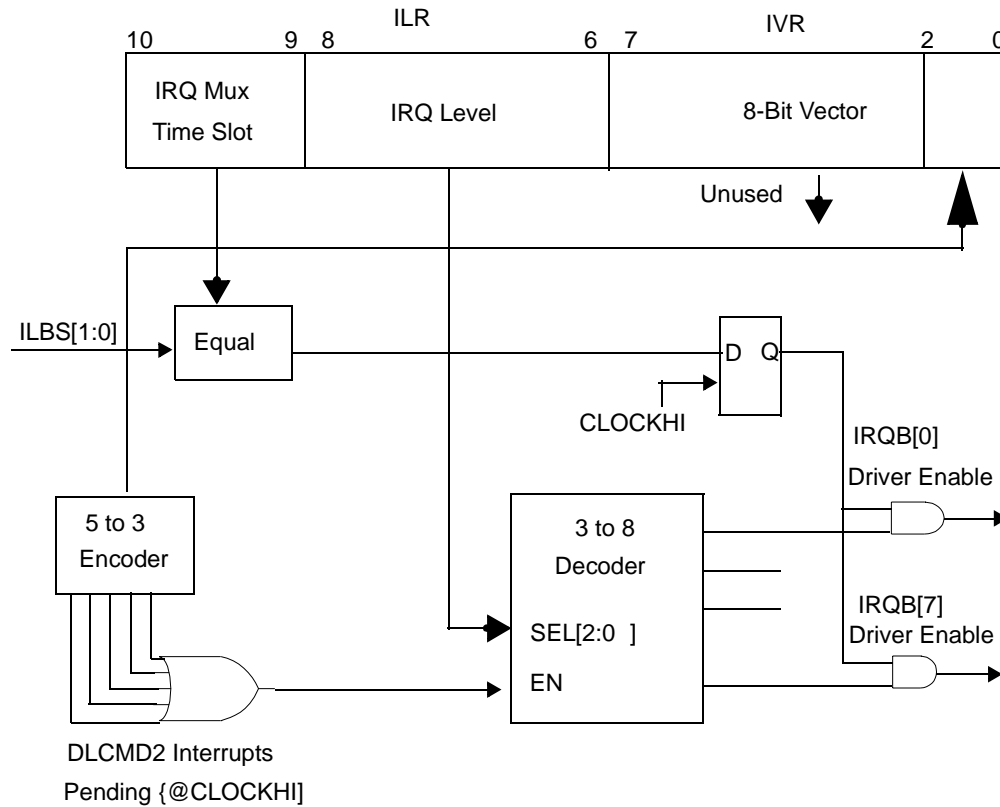 ILR
IVR
10 9 8 6 7 2 0
IRQ Mux
Time Slot
IRQ Level
8-Bit Vector
Unused
ILBS[1:0]
Equal
D Q
CLOCKHI
IRQB[0]
Driver Enable
5 to 3
Encoder
3 to 8
Decoder
SEL[2:0 ]
EN
IRQB[7]
Driver Enable
DLCMD2 Interrupts
Pending {@CLOCKHI]